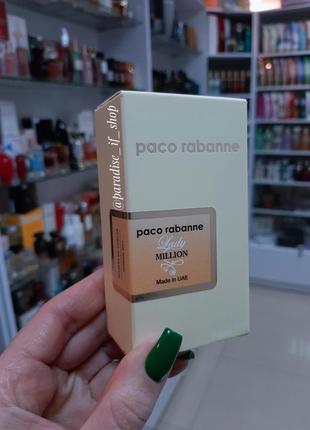 paco rabanne
@paradise_if_shop
paco rabanne
Lady
MILLION
Made in UAE